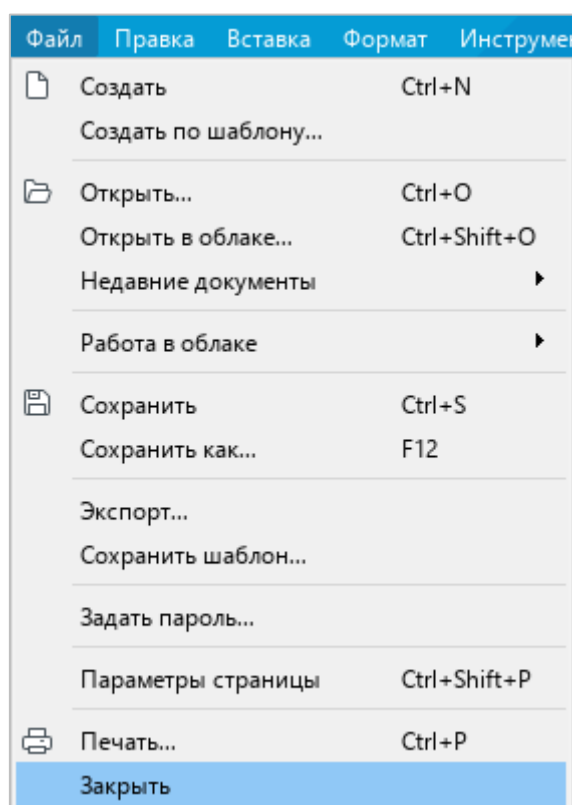 Файл Правка Вставка Формат Инструмен
Создать Ctrl+N
Создать по шаблону...
Открыть... Ctrl+O
Открыть в облаке... Ctrl+Shift+O
Недавние документы
Работа в облаке
Сохранить Ctrl+S
Сохранить как... F12
Экспорт...
Сохранить шаблон...
Задать пароль...
Параметры страницы Ctrl+Shift+P
Печать... Ctrl+P
Закрыть